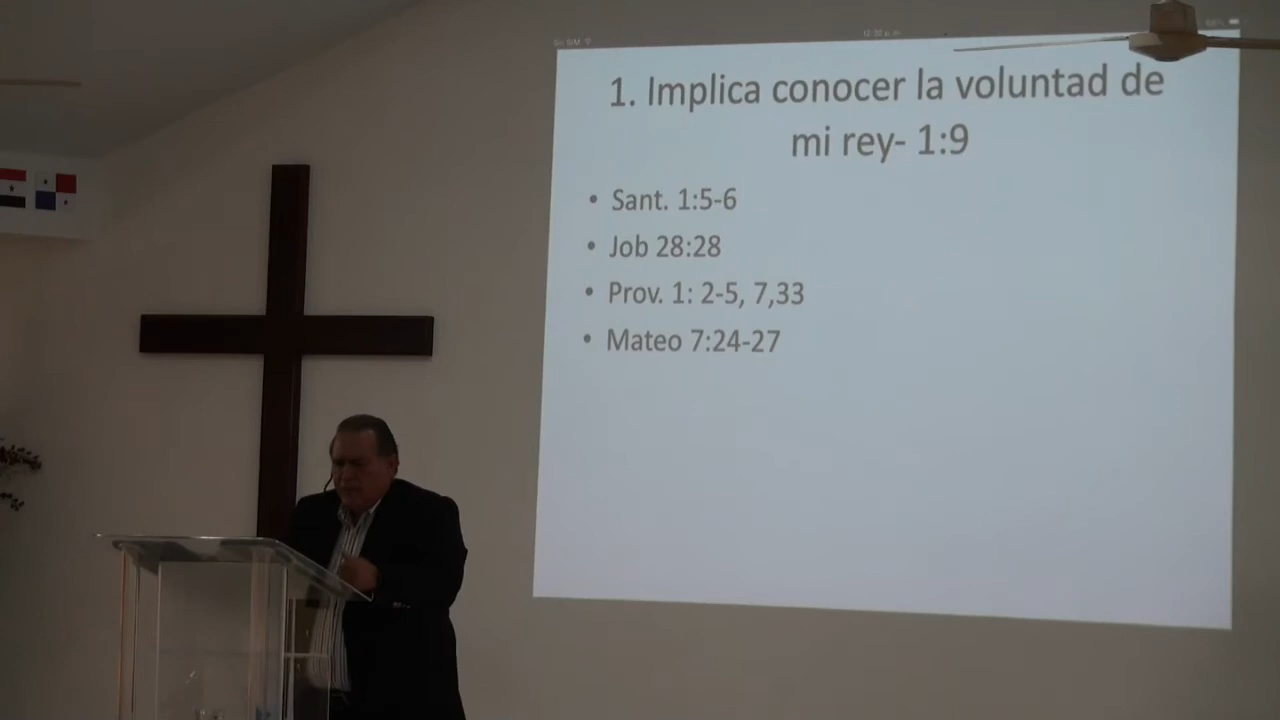 1. Implica conocer la voluntad de
mi rey- 1:9
• Sant. 1:5-6
• Job 28:28
• Prov. 1: 2-5, 7,33
• Mateo 7:24-27